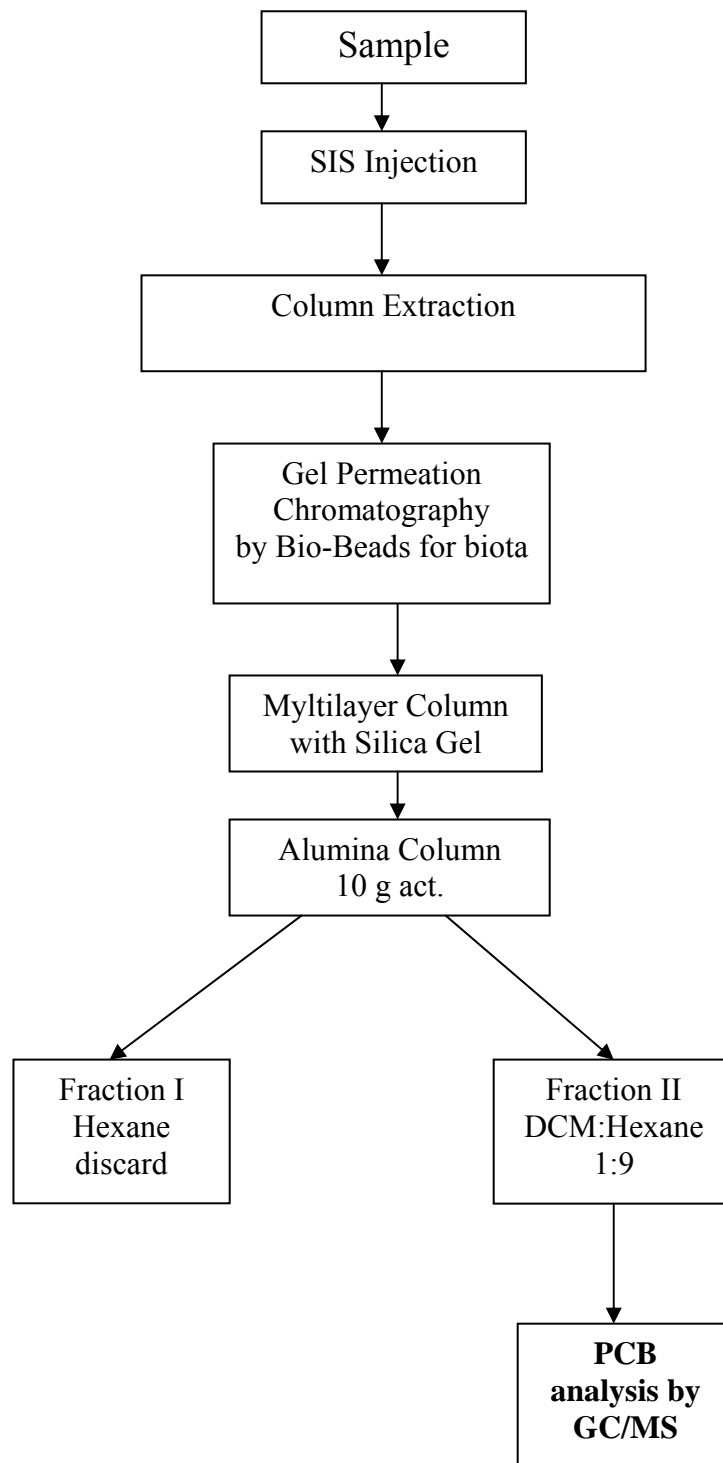 Sample
SIS Injection
Column Extraction
Gel Permeation
Chromatography
by Bio-Beads for biota
Myltilayer Column
with Silica Gel
Alumina Column
10 g act.
Fraction I
Hexane
discard
Fraction II
DCM:Hexane
1:9
PCB
analysis by
GC/MS